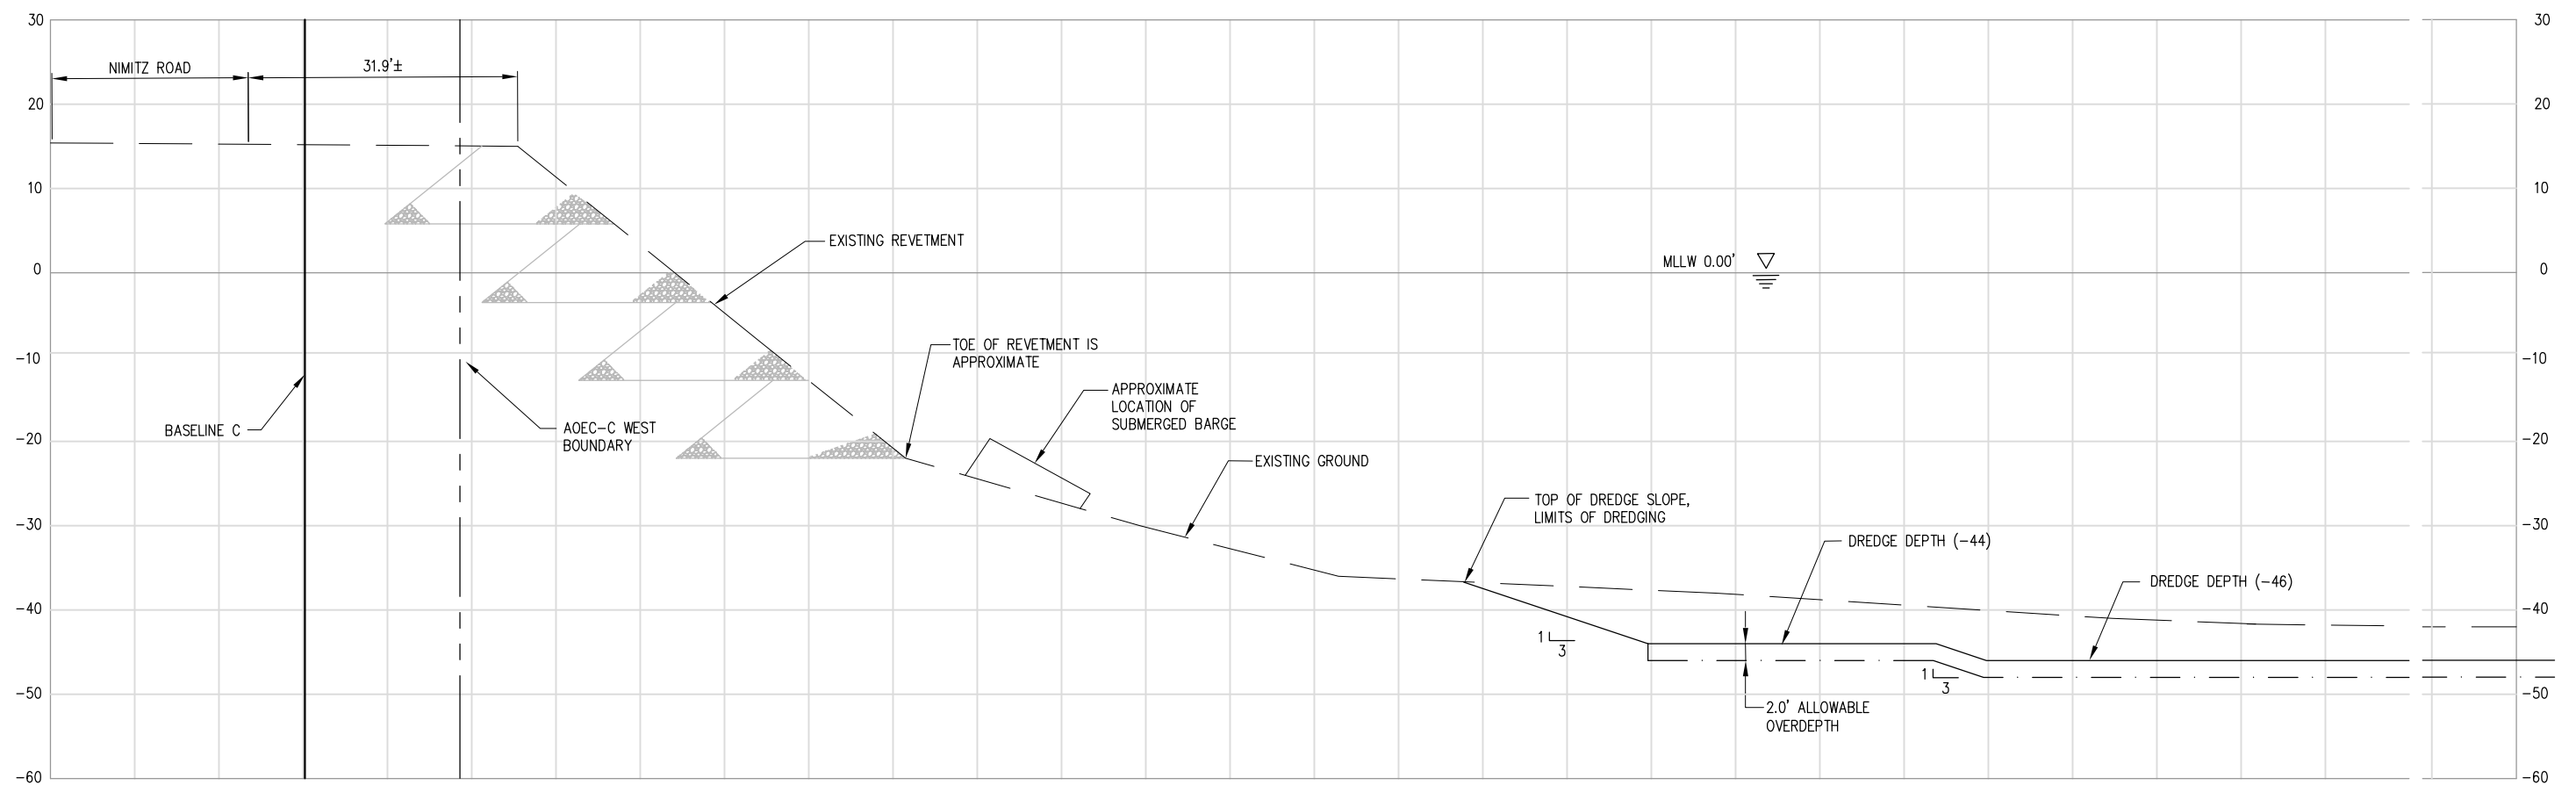 30
30
NIMITZ ROAD
31.9'±
20
20
10
10
EXISTING REVETMENT
MLLW 0.00'
0
0
TOE OF REVETMENT IS
APPROXIMATE
-10
-10
APPROXIMATE
LOCATION OF
SUBMERGED BARGE
BASELINE C
AOEC-C WEST
BOUNDARY
-20
-20
EXISTING GROUND
TOP OF DREDGE SLOPE,
LIMITS OF DREDGING
-30
-30
DREDGE DEPTH (-44)
DREDGE DEPTH (-46)
-40
-40
1
3
1
3
-50
-50
2.0' ALLOWABLE
OVERDEPTH
-60
-60